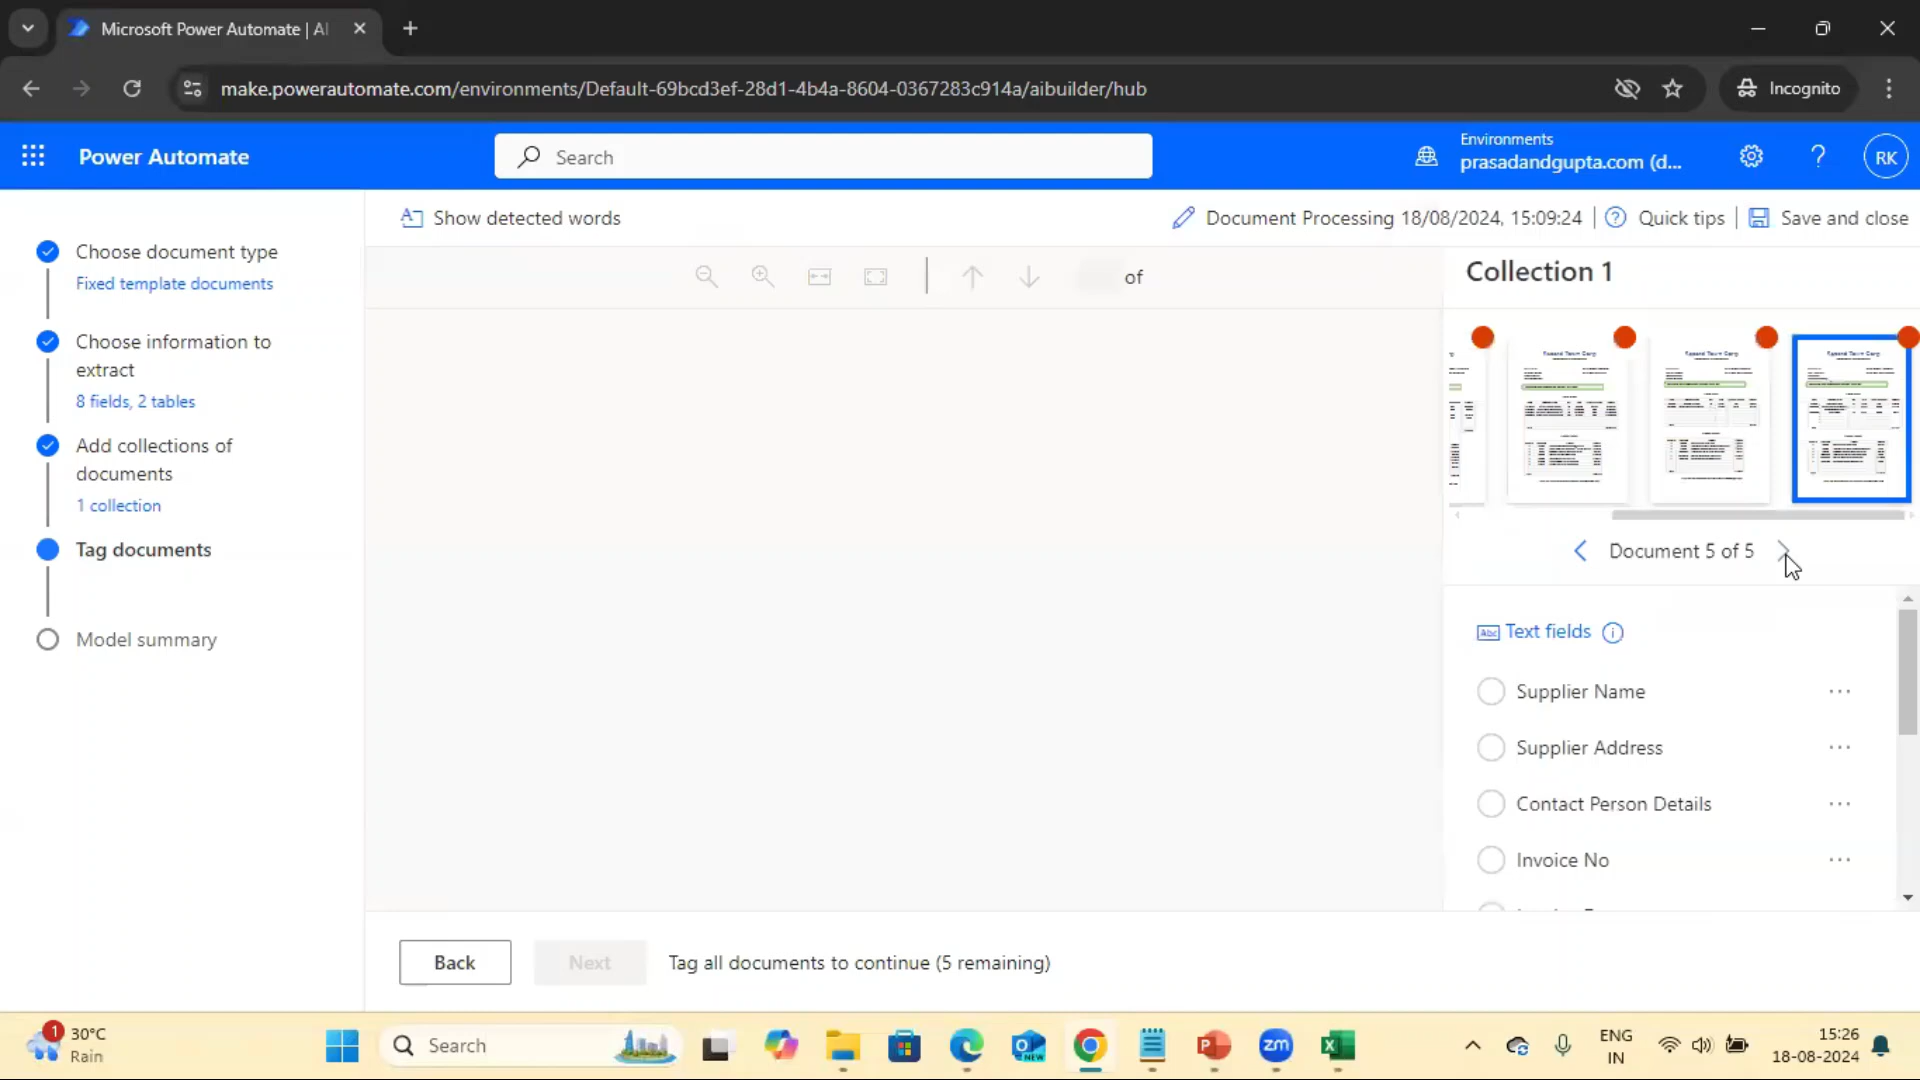 Microsoft Power Automate | AI
make.powerautomate.com/environments/Default-69bcd3ef-28d1-4b4a-8604-0367283c914a/aibuilder/hub
Incognito
Power Automate
Search
Environments
prasadandgupta.com (d...
RK
Show detected words
Document Processing 18/08/2024, 15:09:24
Quick tips
Save and close
Choose document type
Fixed template documents
Choose information to
extract
8 fields, 2 tables
Add collections of
documents
1 collection
Tag documents
Model summary
of
Collection 1
Document 5 of 5
Abc Text fields
Supplier Name
Supplier Address
Contact Person Details
Invoice No
Back
Next
Tag all documents to continue (5 remaining)
1
30°C
Rain
Search
NEW
zm
ENG
IN
15:26
18-08-2024